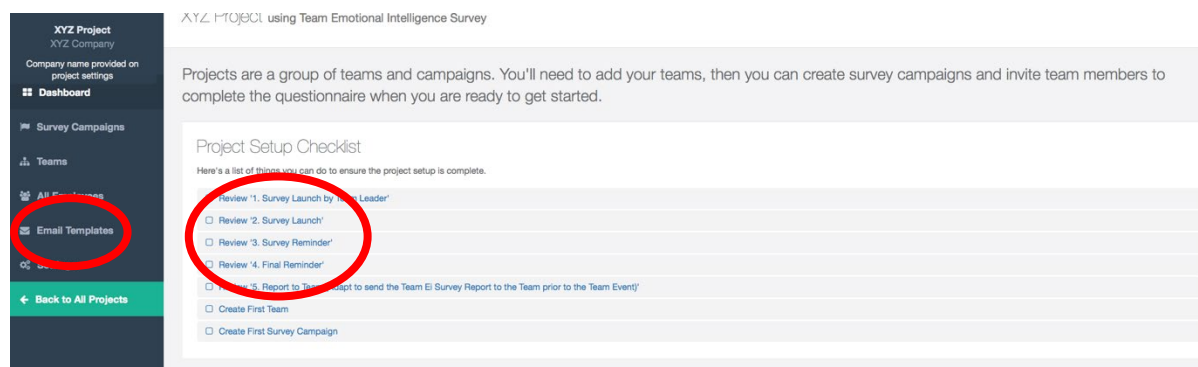 XYZ Project
XYZ Company
Company name provided on
project settings
Dashboard
Survey Campaigns
Teams
All Employees
Email Templates
Back to All Projects
XYZ Project using Team Emotional Intelligence Survey
Projects are a group of teams and campaigns. You'll need to add your teams, then you can create survey campaigns and invite team members to
complete the questionnaire when you are ready to get started.
Project Setup Checklist
Here's a list of things you can do to ensure the project setup is complete.
Review '1. Survey Launch by Team Leader'
Review '2. Survey Launch'
Review '3. Survey Reminder'
Review '4. Final Reminder'
Review '5. Report to Team (Adapt to send the Team Ei Survey Report to the Team prior to the Team Event)'
Create First Team
Create First Survey Campaign